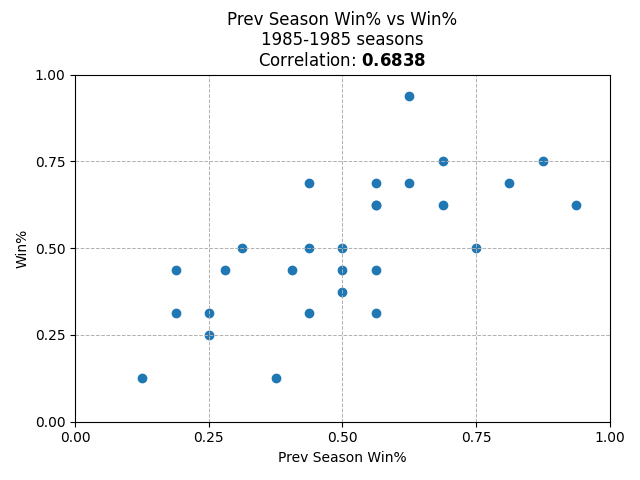 Prev Season Win% vs Win%
1985-1985 seasons
Correlation: 0.6838
1.00
0.75
0.50
0.25
0.00
Win%
0.00 0.25 0.50 0.75 1.00
Prev Season Win%